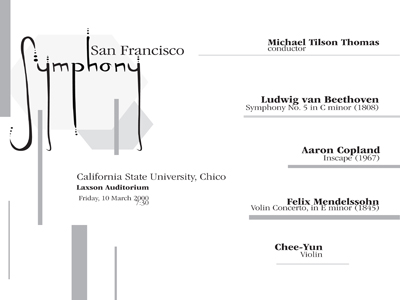 San Francisco
Symphony
Michael Tilson Thomas
conductor
Ludwig van Beethoven
Symphony No. 5 in C minor (1808)
Aaron Copland
Inscape (1967)
California State University, Chico
Laxson Auditorium
Friday, 10 March 2000
7:30
Felix Mendelssohn
Violin Concerto, in E minor (1845)
Chee-Yun
Violin